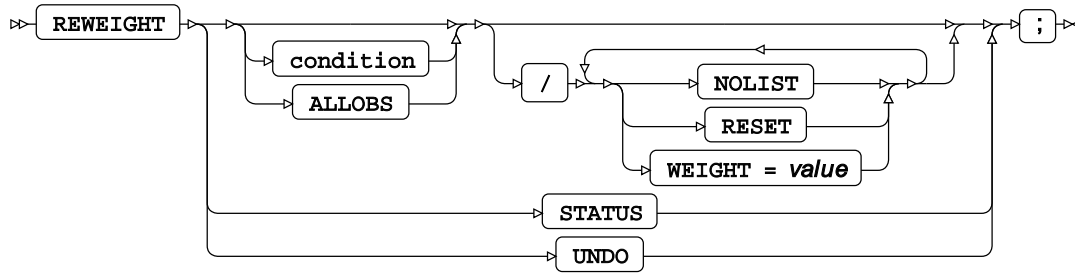 REWEIGHT ;
condition
ALLOBS
/ NOLIST
RESET
WEIGHT = value
STATUS
UNDO